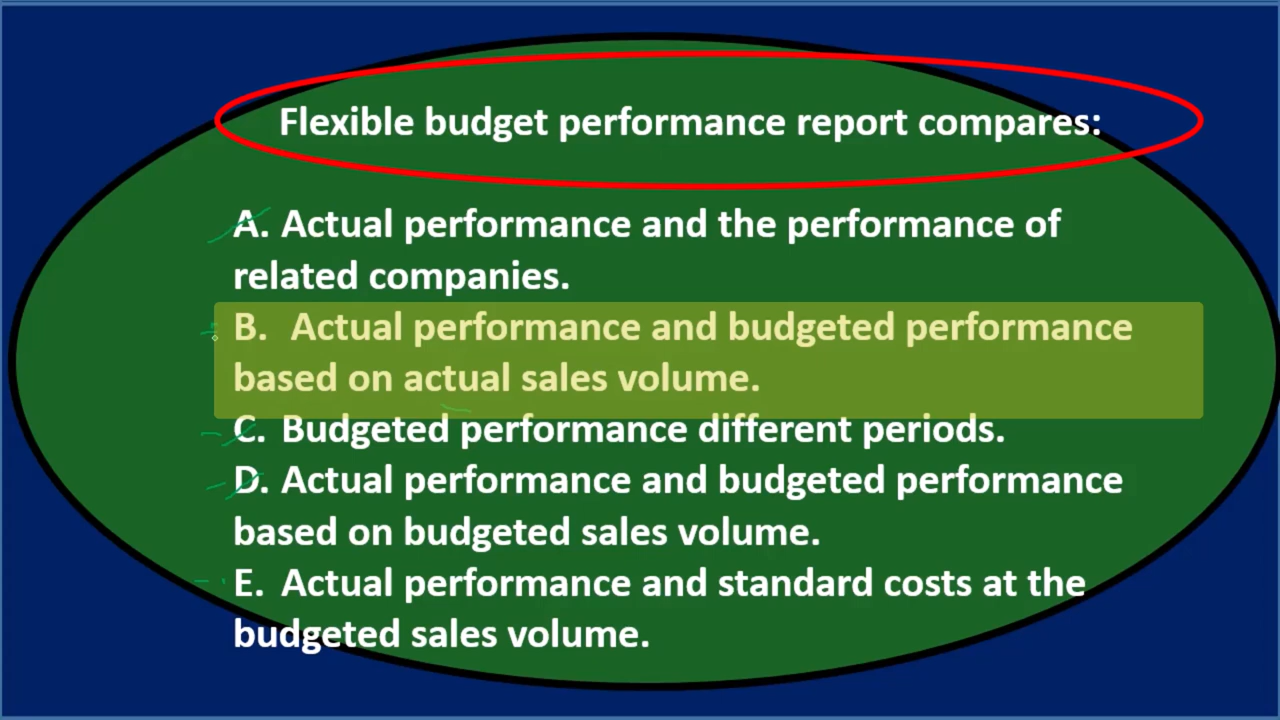 Flexible budget performance report compares:
A. Actual performance and the performance of
related companies.
B. Actual performance and budgeted performance
based on actual sales volume.
C. Budgeted performance different periods.
D. Actual performance and budgeted performance
based on budgeted sales volume.
E. Actual performance and standard costs at the
budgeted sales volume.